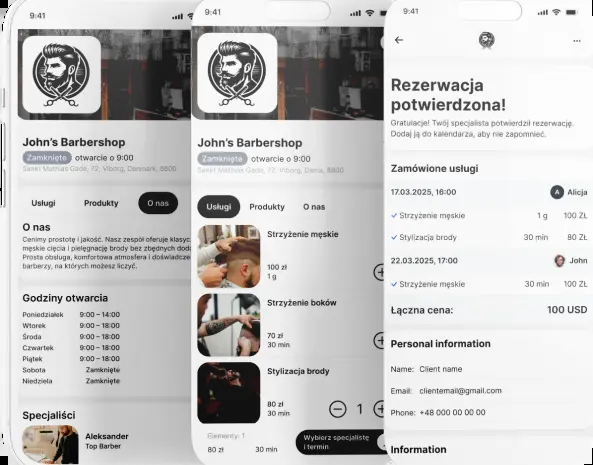 9:41
John's Barbershop
Zamknięte otwarcie o 9:00
Sankt Mathias Gade, 72, Viborg, Danmark, 8800
Usługi Produkty O nas
O nas
Cenimy prostotę i jakość. Nasz zespół oferuje klasyc
męskie cięcia i pielęgnację brody bez zbędnych doda
Prosta obsługa, komfortowa atmosfera i doświadcze
barberzy, na których możesz liczyć.
Godziny otwarcia
Poniedziałek 9:00 – 14:00
Wtorek 9:00 – 18:00
Środa 9:00 – 18:00
Czwartek 9:00 – 18:00
Piątek 9:00 – 18:00
Sobota Zamknięte
Niedziela Zamknięte
Specjaliści
Aleksander
Top Barber
9:41
John's Barbershop
Zamknięte otwarcie o 9:00
Sankt Mathias Gade, 72, Viborg, Dania, 8800
Usługi Produkty O nas
Strzyżenie męskie
100 zł
1 g
Strzyżenie boków
70 zł
30 min
Stylizacja brody
80 zł
30 min
1
Elementy: 1
80 zł 30 min
Wybierz specjalistę
i termin
9:41
Rezerwacja
potwierdzona!
Gratulacje! Twój specjalista potwierdził rezerwację.
Dodaj ją do kalendarza, aby nie zapomnieć.
Zamówione usługi
17.03.2025, 16:00 A Alicja
Strzyżenie męskie 1 g 100 ZŁ
Stylizacja brody 30 min 80 ZŁ
22.03.2025, 17:00 John
Strzyżenie męskie 30 min 100 ZŁ
Łączna cena: 100 USD
Personal information
Name: Client name
Email: clientemail@gmail.com
Phone: +48 000 00 00 00
Information